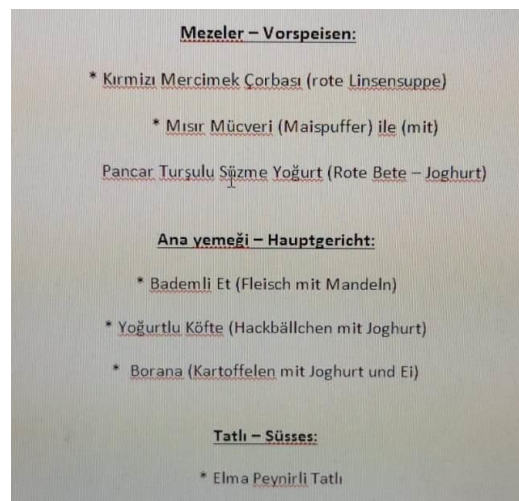 Mezeler – Vorspeisen:
* Kırmızı Mercimek Çorbası (rote Linsensuppe)
* Mısır Mücveri (Maispuffer) ile (mit)
Pancar Turşulu Süzme Yoğurt (Rote Bete – Joghurt)
Ana yemeği – Hauptgericht:
* Bademli Et (Fleisch mit Mandeln)
* Yoğurtlu Köfte (Hackbällchen mit Joghurt)
* Borana (Kartoffelen mit Joghurt und Ei)
Tatlı – Süsses:
* Elma Peynirli Tatlı